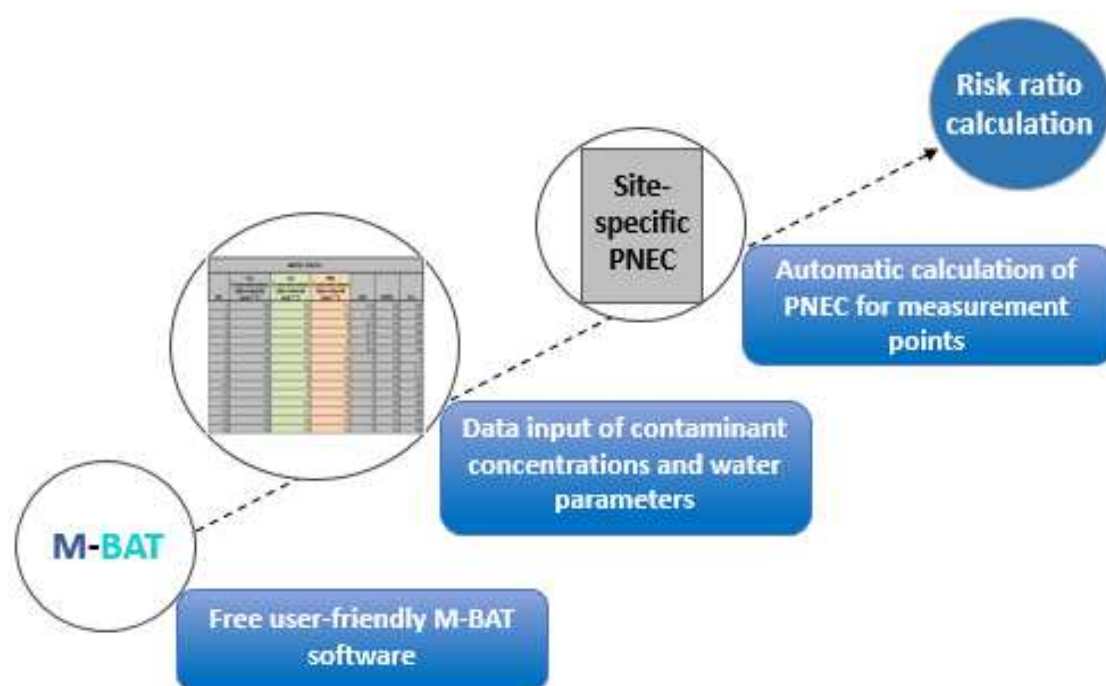 Risk ratio
calculation
Site-
specific
PNEC
Automatic calculation of
PNEC for measurement
points
Data input of contaminant
concentrations and water
parameters
M-BAT
Free user-friendly M-BAT
software